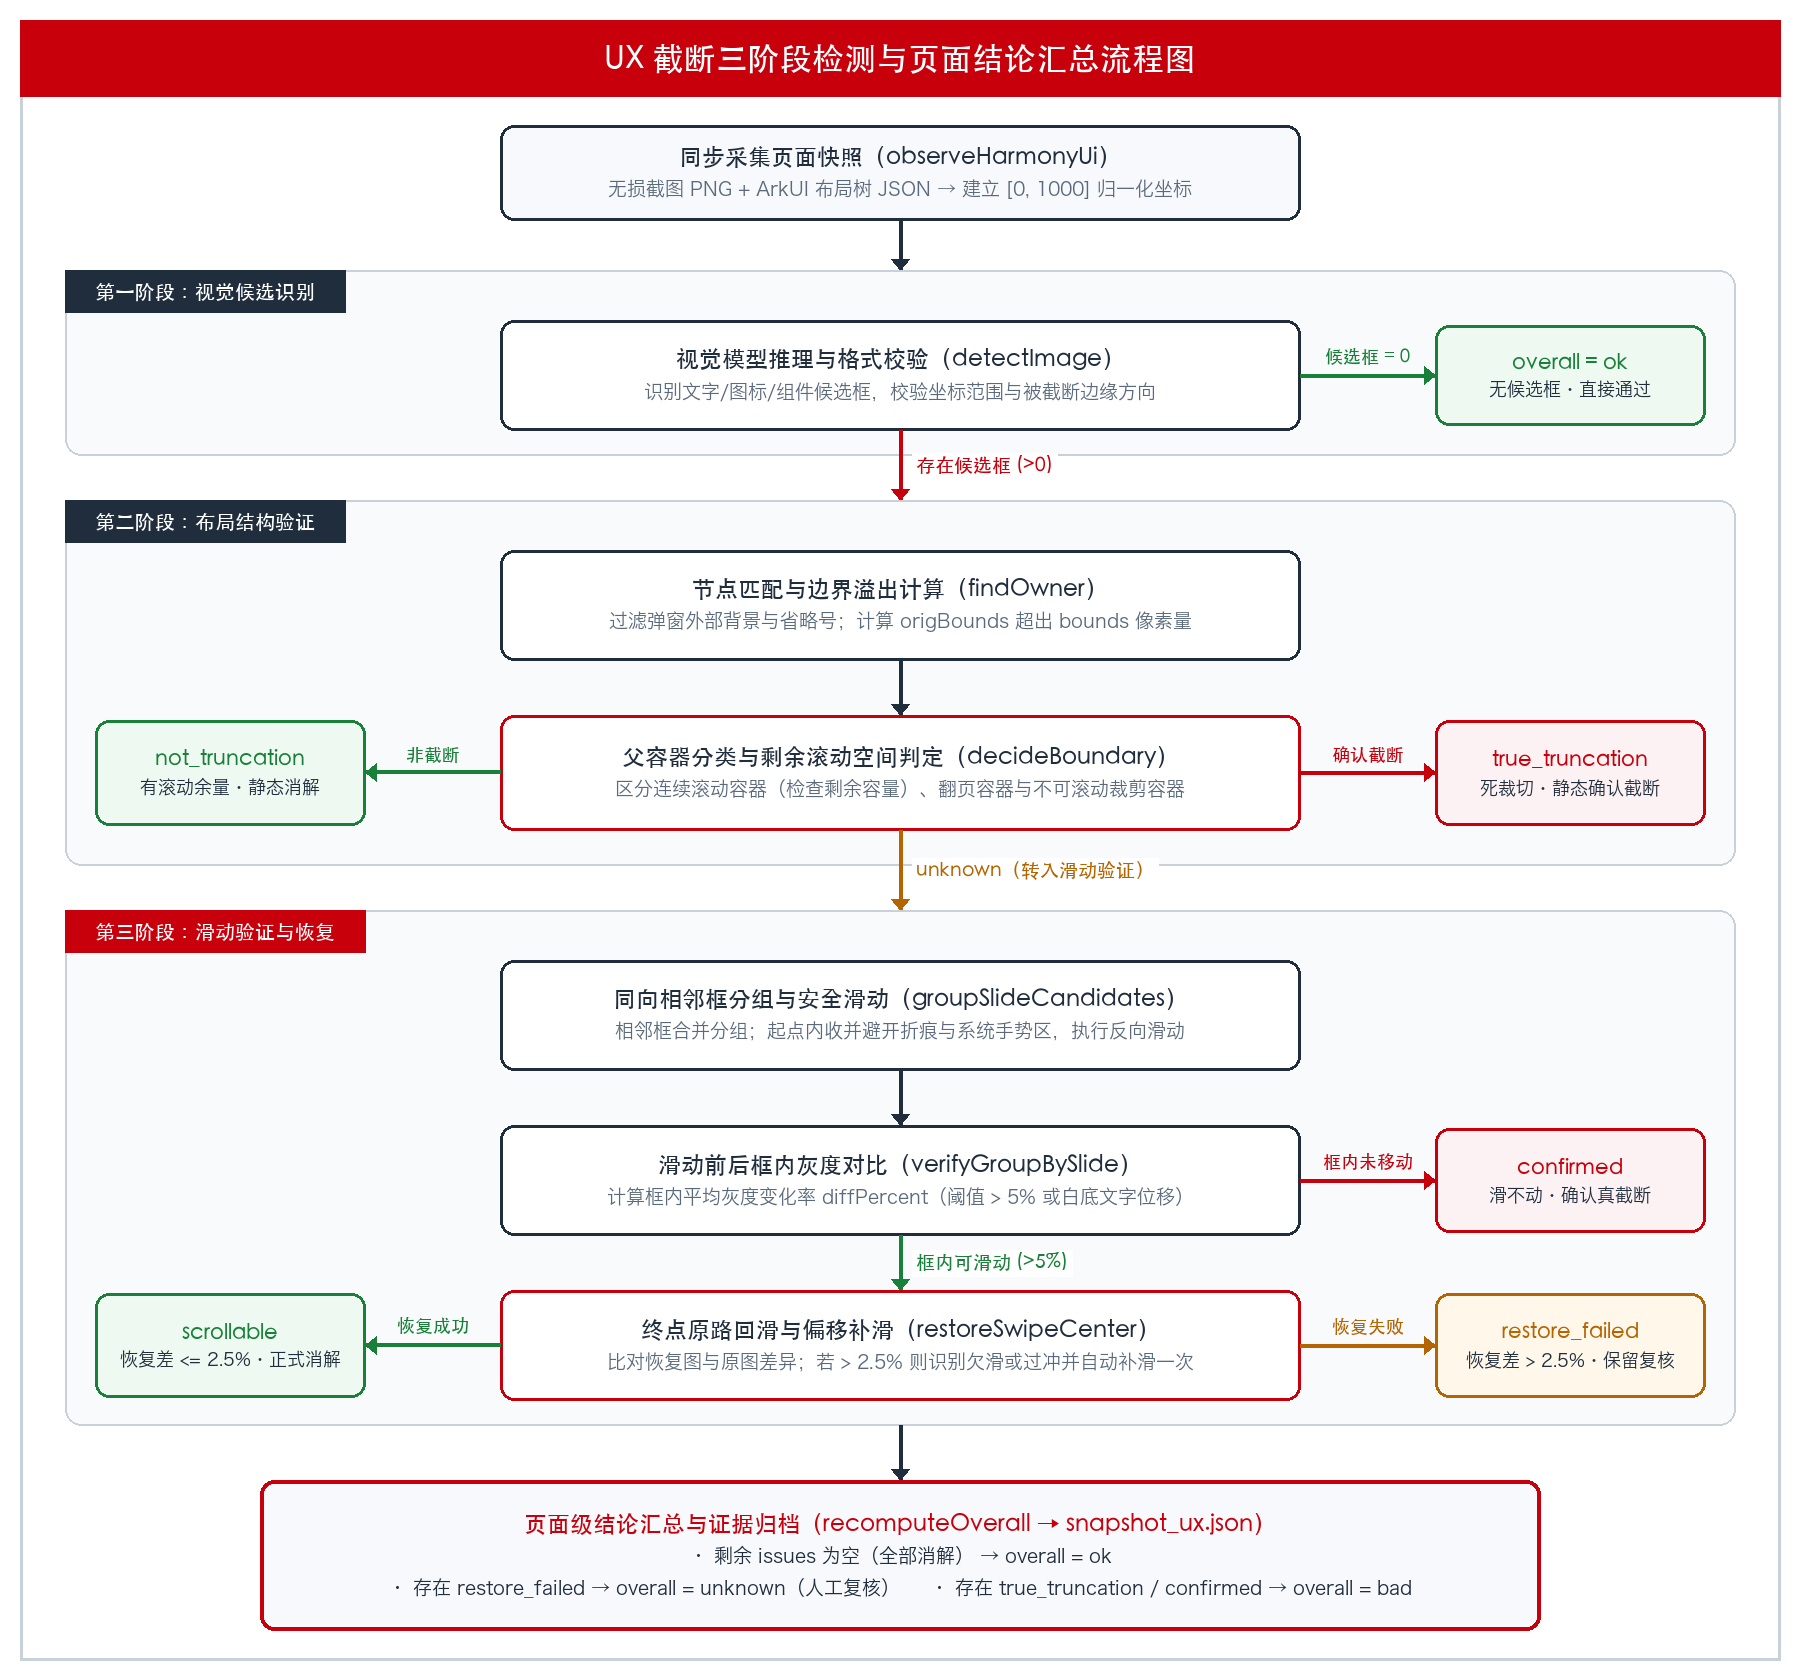 UX 截断三阶段检测与页面结论汇总流程图
同步采集页面快照（observeHarmonyUi）
无损截图 PNG + ArkUI 布局树 JSON → 建立 [0, 1000] 归一化坐标
第一阶段：视觉候选识别
视觉模型推理与格式校验（detectImage）
识别文字/图标/组件候选框，校验坐标范围与被截断边缘方向
候选框 = 0
overall = ok
无候选框 · 直接通过
存在候选框 (>0)
第二阶段：布局结构验证
节点匹配与边界溢出计算（findOwner）
过滤弹窗外部背景与省略号；计算 origBounds 超出 bounds 像素量
not_truncation
有滚动余量 · 静态消解
非截断
父容器分类与剩余滚动空间判定（decideBoundary）
区分连续滚动容器（检查剩余容量）、翻页容器与不可滚动裁剪容器
确认截断
true_truncation
死裁切 · 静态确认截断
unknown（转入滑动验证）
第三阶段：滑动验证与恢复
同向相邻框分组与安全滑动（groupSlideCandidates）
相邻框合并分组；起点内收并避开折痕与系统手势区，执行反向滑动
滑动前后框内灰度对比（verifyGroupBySlide）
计算框内平均灰度变化率 diffPercent（阈值 > 5% 或白底文字位移）
框内未移动
confirmed
滑不动 · 确认真截断
框内可滑动 (>5%)
scrollable
恢复差 <= 2.5% · 正式消解
恢复成功
终点原路回滑与偏移补滑（restoreSwipeCenter）
比对恢复图与原图差异；若 > 2.5% 则识别欠滑或过冲并自动补滑一次
恢复失败
restore_failed
恢复差 > 2.5% · 保留复核
页面级结论汇总与证据归档（recomputeOverall → snapshot_ux.json）
· 剩余 issues 为空（全部消解） → overall = ok
· 存在 restore_failed → overall = unknown（人工复核） · 存在 true_truncation / confirmed → overall = bad